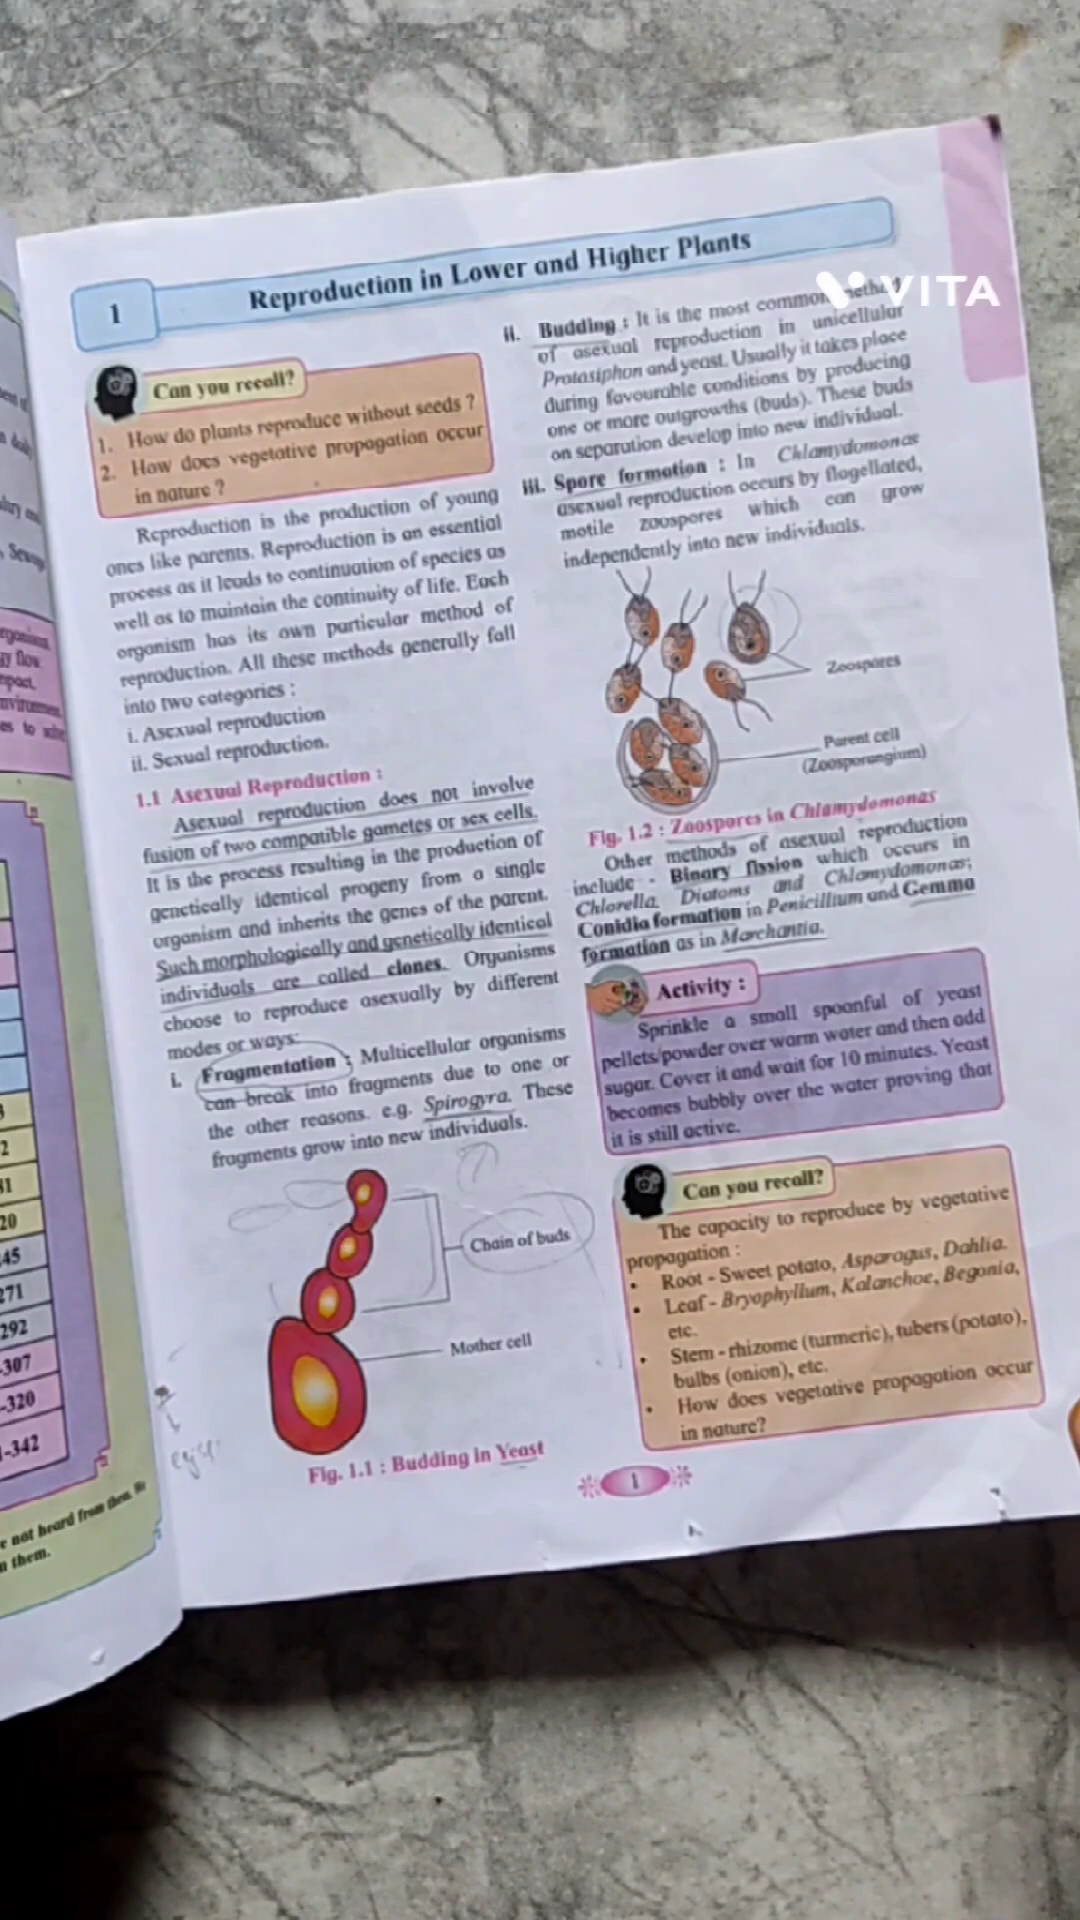 VITA
1
Reproduction in Lower and Higher Plants
Can you recall?
1. How do plants reproduce without seeds ?
2. How does vegetative propagation occur
in nature ?
Reproduction is the production of young
ones like parents. Reproduction is an essential
process as it leads to continuation of species as
well as to maintain the continuity of life. Each
organism has its own particular method of
reproduction. All these methods generally fall
into two categories :
i. Asexual reproduction
ii. Sexual reproduction.
1.1 Asexual Reproduction :
Asexual reproduction does not involve
fusion of two compatible gametes or sex cells.
It is the process resulting in the production of
genetically identical progeny from a single
organism and inherits the genes of the parent.
Such morphologically and genetically identical
individuals are called clones. Organisms
choose to reproduce asexually by different
modes or ways:
i. Fragmentation : Multicellular organisms
can break into fragments due to one or
the other reasons. e.g. Spirogyra. These
fragments grow into new individuals.
Chain of buds
Mother cell
Fig. 1.1 : Budding in Yeast
ii. Budding : It is the most common method
of asexual reproduction in unicellular
Protosiphon and yeast. Usually it takes place
during favourable conditions by producing
one or more outgrowths (buds). These buds
on separation develop into new individual.
iii. Spore formation : In Chlamydomonas
asexual reproduction occurs by flagellated,
motile zoospores which can grow
independently into new individuals.
Zoospores
Parent cell
(Zoosporangium)
Fig. 1.2 : Zoospores in Chlamydomonas
Other methods of asexual reproduction
include - Binary fission which occurs in
Chlorella, Diatoms and Chlamydomonas;
Conidia formation in Penicillium and Gemma
formation as in Marchantia.
Activity :
Sprinkle a small spoonful of yeast
pellets/powder over warm water and then add
sugar. Cover it and wait for 10 minutes. Yeast
becomes bubbly over the water proving that
it is still active.
Can you recall?
The capacity to reproduce by vegetative
propagation :
• Root - Sweet potato, Asparagus, Dahlia.
• Leaf - Bryophyllum, Kalanchoe, Begonia,
etc.
• Stem - rhizome (turmeric), tubers (potato),
bulbs (onion), etc.
• How does vegetative propagation occur
in nature?
1
45
271
292
-307
-320
-342
e not heard from then. We
n them.